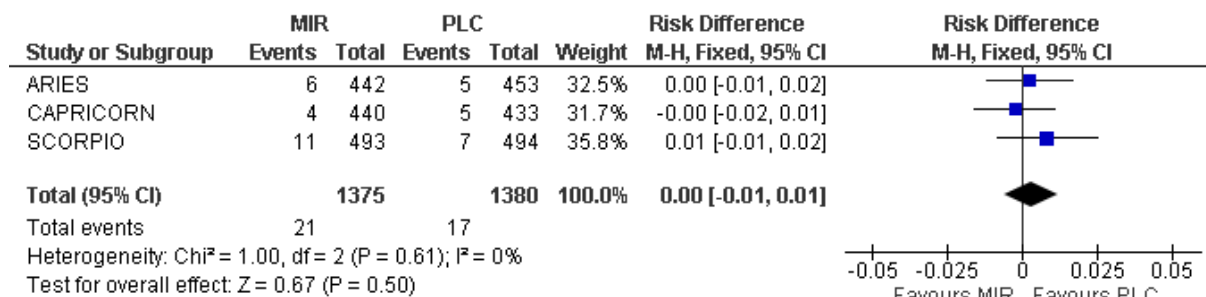 MIR PLC Risk Difference Risk Difference
Study or Subgroup Events Total Events Total Weight M-H, Fixed, 95% CI M-H, Fixed, 95% CI
ARIES 6 442 5 453 32.5% 0.00 [-0.01, 0.02]
CAPRICORN 4 440 5 433 31.7% -0.00 [-0.02, 0.01]
SCORPIO 11 493 7 494 35.8% 0.01 [-0.01, 0.02]
Total (95% CI) 1375 1380 100.0% 0.00 [-0.01, 0.01]
Total events 21 17
Heterogeneity: Chi² = 1.00, df = 2 (P = 0.61); I² = 0%
Test for overall effect: Z = 0.67 (P = 0.50)
-0.05 -0.025 0 0.025 0.05
Favours MIR Favours PLC